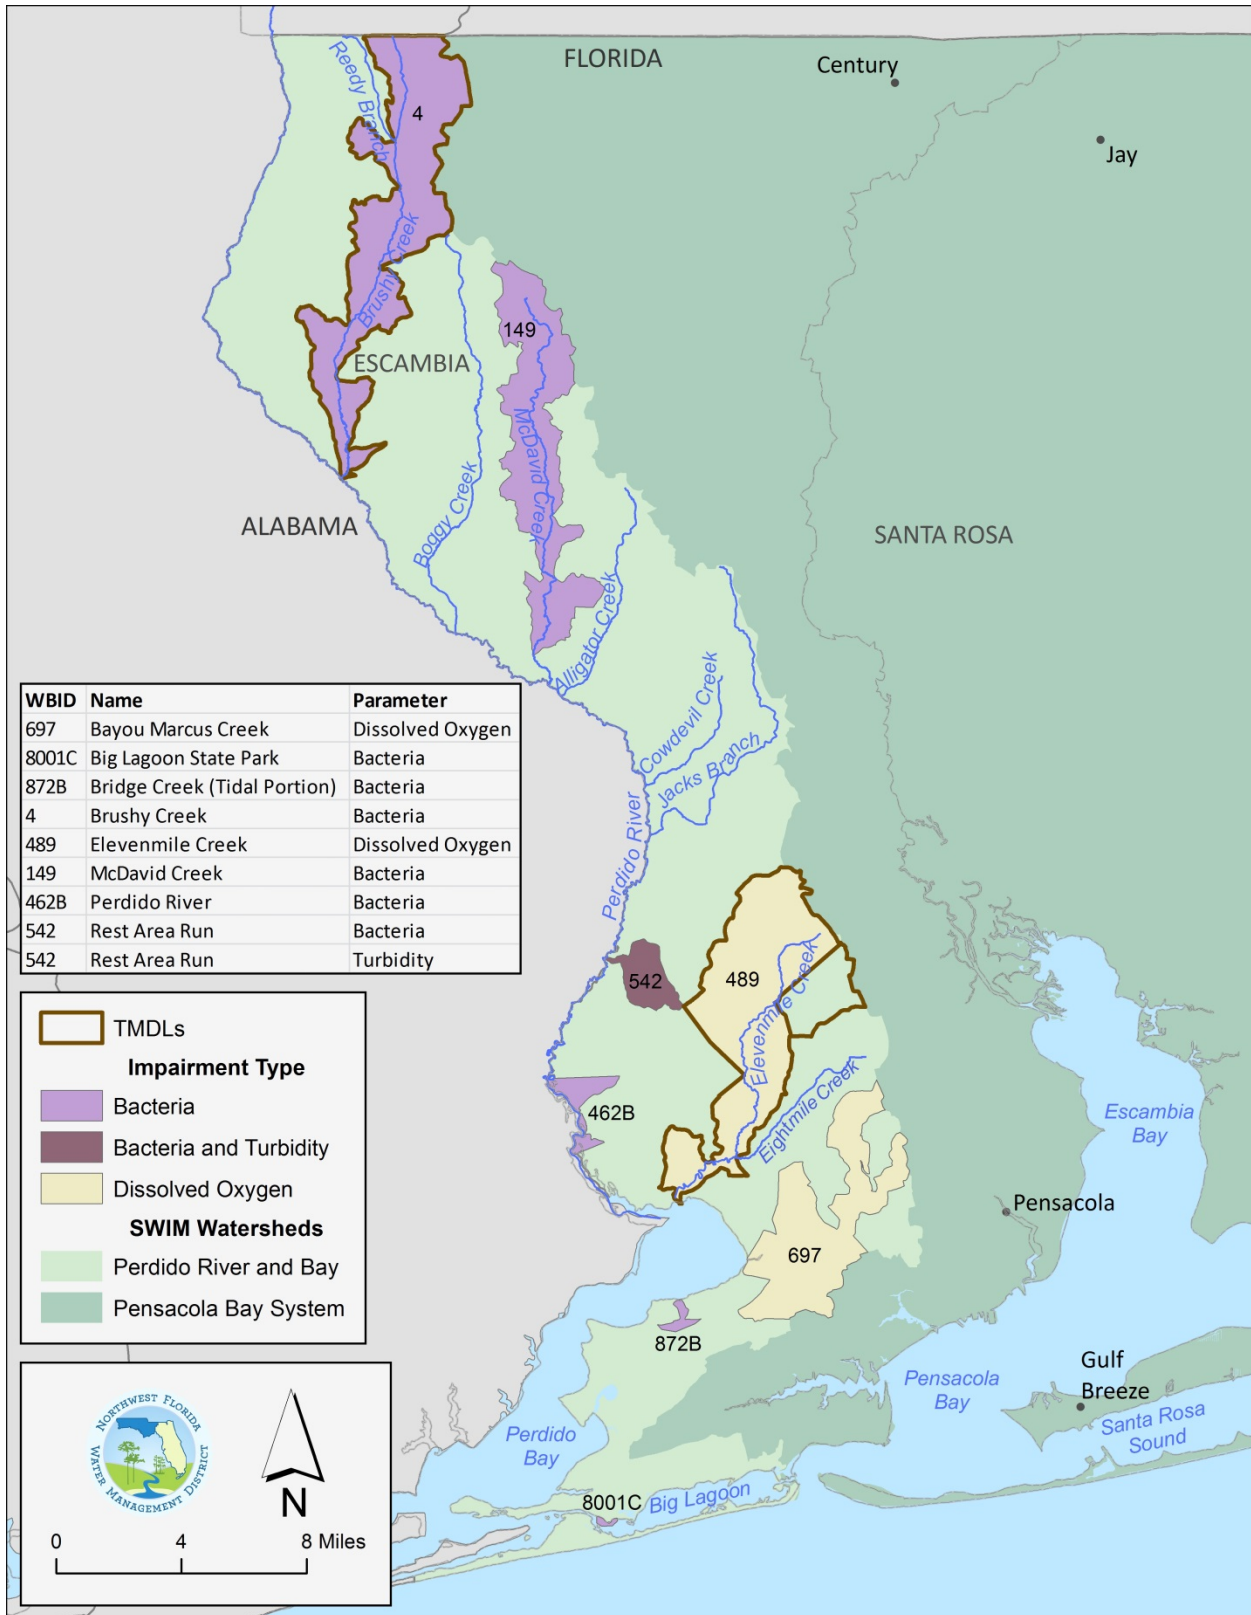 FLORIDA
Century
Jay
Reedy Branch
4
Brushy Creek
149
ESCAMBIA
McDavid Creek
Boggy Creek
ALABAMA
SANTA ROSA
Alligator Creek
Cowdevil Creek
Jacks Branch
Perdido River
WBID Name Parameter
697 Bayou Marcus Creek Dissolved Oxygen
8001C Big Lagoon State Park Bacteria
872B Bridge Creek (Tidal Portion) Bacteria
4 Brushy Creek Bacteria
489 Elevenmile Creek Dissolved Oxygen
149 McDavid Creek Bacteria
462B Perdido River Bacteria
542 Rest Area Run Bacteria
542 Rest Area Run Turbidity
542
489
Elevenmile Creek
Eightmile Creek
462B
Escambia
Bay
Pensacola
697
872B
Gulf
Breeze
Pensacola
Bay
Santa Rosa
Sound
Perdido
Bay
8001C
Big Lagoon
TMDLs
Impairment Type
Bacteria
Bacteria and Turbidity
Dissolved Oxygen
SWIM Watersheds
Perdido River and Bay
Pensacola Bay System
NORTHWEST FLORIDA
WATER MANAGEMENT DISTRICT
N
0 4 8 Miles